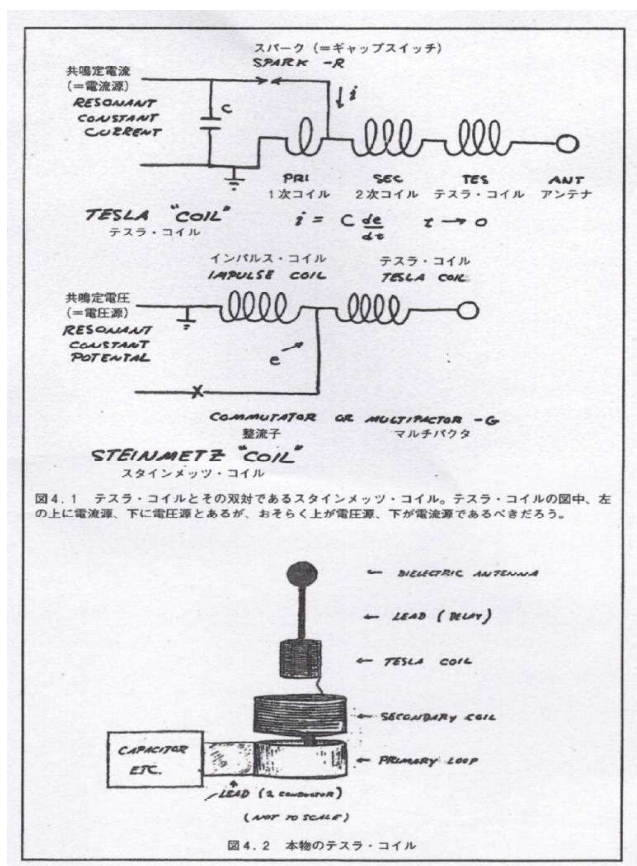 スパーク(=ギャップスイッチ)
SPARK -R
共鳴定電流
(=電流源)
RESONANT
CONSTANT
CURRENT
C
i
PRI SEC TES ANT
1次コイル 2次コイル テスラ・コイル アンテナ
TESLA "COIL"
テスラ・コイル
i = C de/dt t → 0
インパルス・コイル テスラ・コイル
IMPULSE COIL TESLA COIL
共鳴定電圧
(=電圧源)
RESONANT
CONSTANT
POTENTAL
e
COMMUTATOR OR MULTIPACTOR -G
整流子 マルチパクタ
STEINMETZ "COIL"
スタインメッツ・コイル
図4.1 テスラ・コイルとその双対であるスタインメッツ・コイル。テスラ・コイルの図中、左
の上に電流源、下に電圧源とあるが、おそらく上が電圧源、下が電流源であるべきだろう。
DIELECTRIC ANTENNA
LEAD (DELAY)
TESLA COIL
SECONDARY COIL
CAPACITOR
ETC.
PRIMARY LOOP
LEAD (2 CONDUCTOR)
(NOT TO SCALE)
図4.2 本物のテスラ・コイル